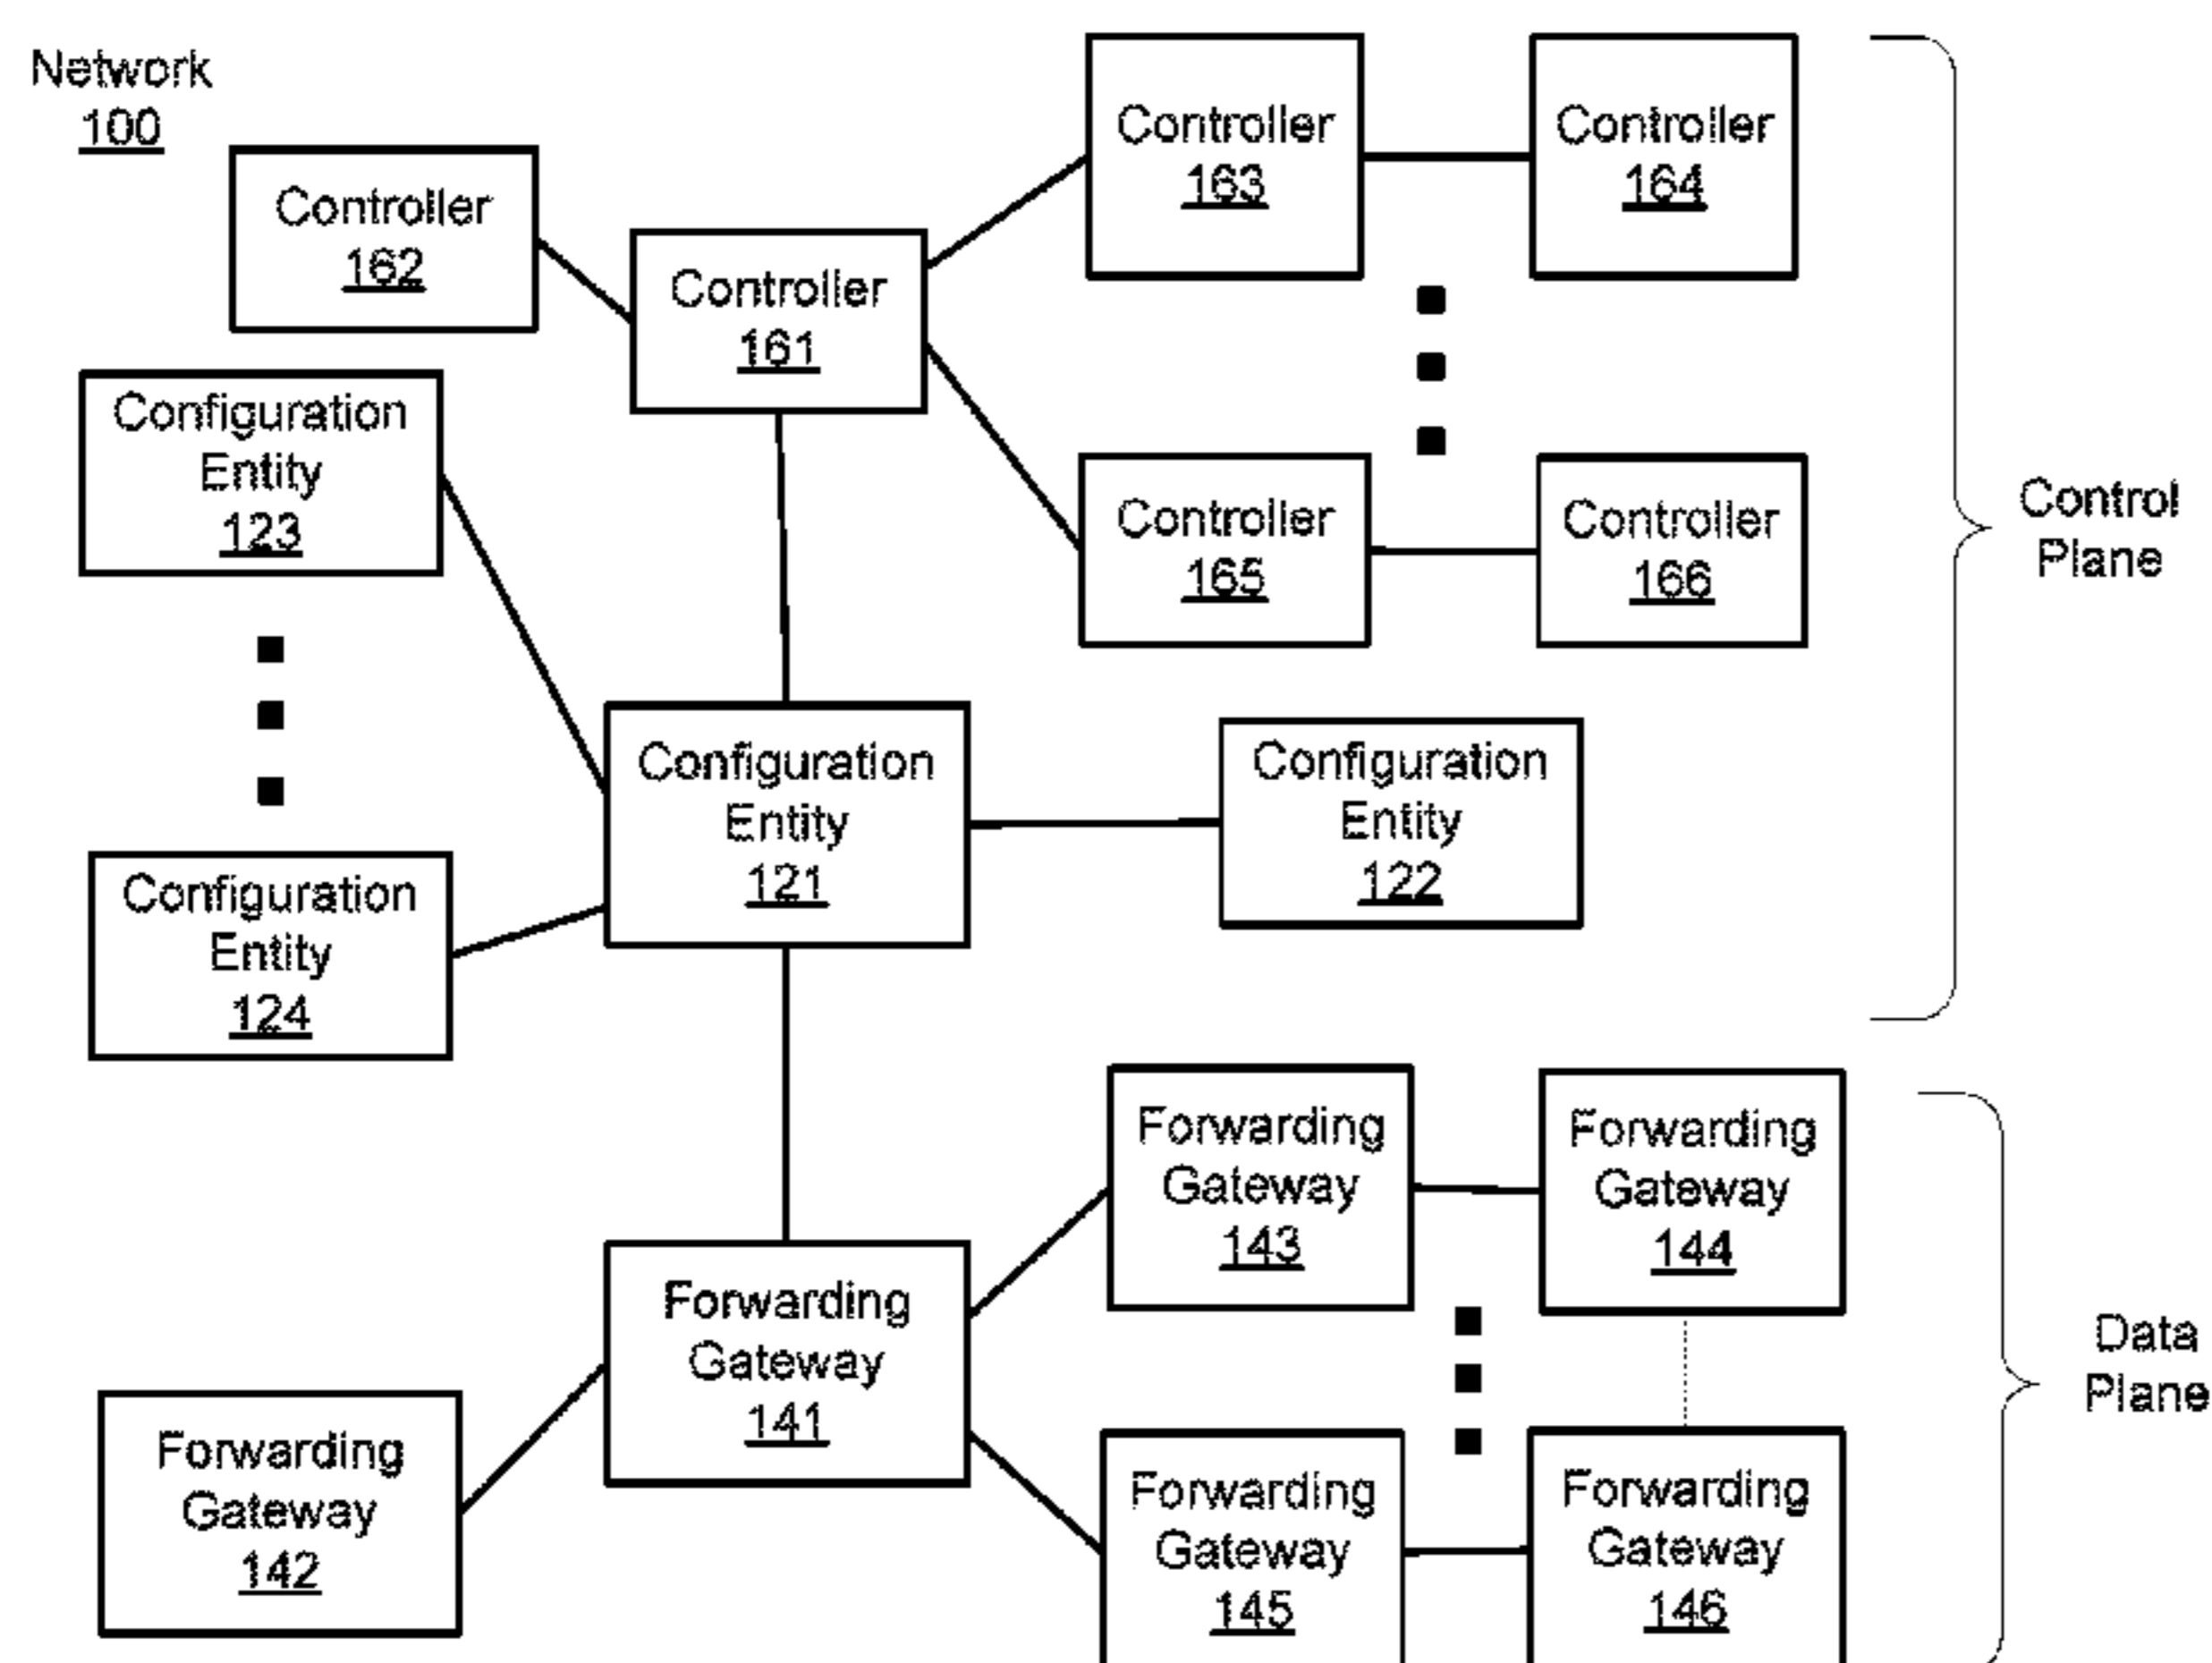 Network
100
Controller
162
Controller
161
Controller
163
Controller
164
Controller
165
Controller
166
Control
Plane
Configuration
Entity
123
Configuration
Entity
124
Configuration
Entity
121
Configuration
Entity
122
Forwarding
Gateway
141
Forwarding
Gateway
142
Forwarding
Gateway
143
Forwarding
Gateway
144
Forwarding
Gateway
145
Forwarding
Gateway
146
Data
Plane